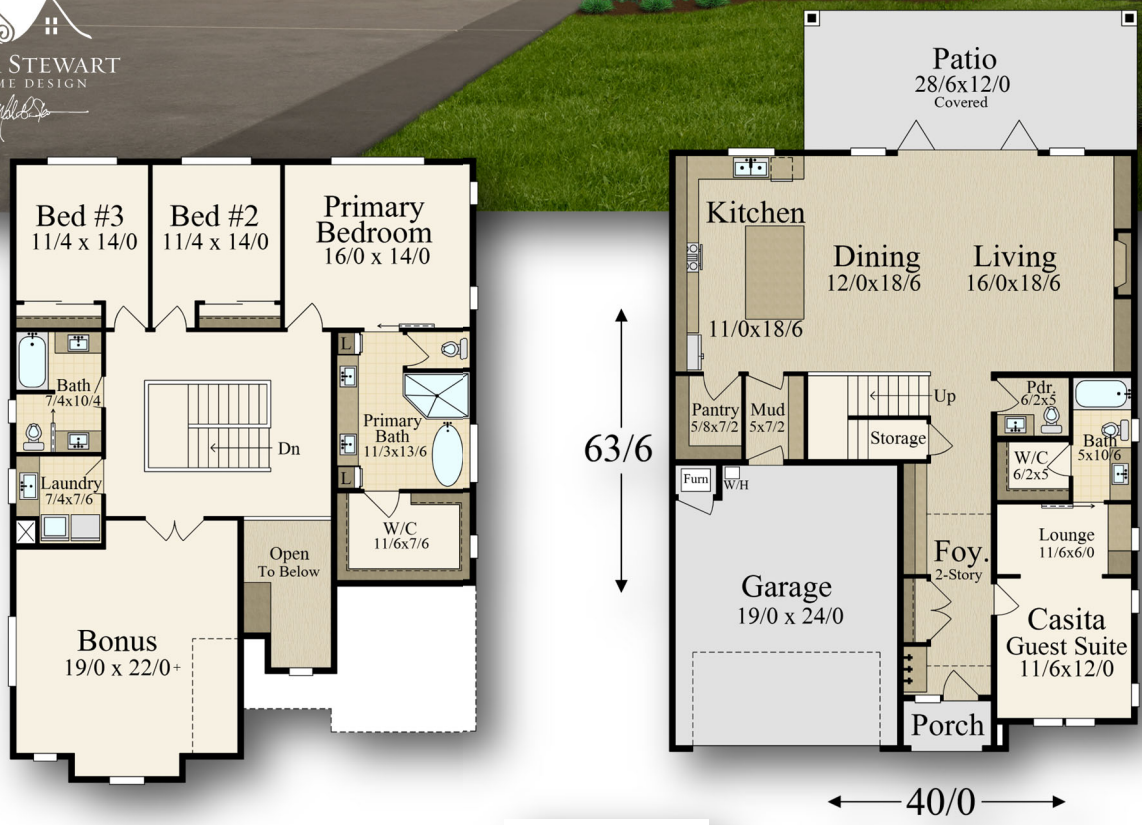 STEWART
ME DESIGN
Bed #3
11/4 x 14/0
Bed #2
11/4 x 14/0
Primary
Bedroom
16/0 x 14/0
Bath
7/4x10/4
L
Primary
Bath
11/3x13/6
L
Dn
Laundry
7/4x7/6
W/C
11/6x7/6
Open
To Below
Bonus
19/0 x 22/0+
Patio
28/6x12/0
Covered
Kitchen
11/0x18/6
Dining
12/0x18/6
Living
16/0x18/6
63/6
Pantry
5/8x7/2
Mud
5x7/2
Up
Storage
Pdr.
6/2x5
Bath
5x10/6
W/C
6/2x5
Furn
W/H
Lounge
11/6x6/0
Foy.
2-Story
Garage
19/0 x 24/0
Casita
Guest Suite
11/6x12/0
Porch
40/0